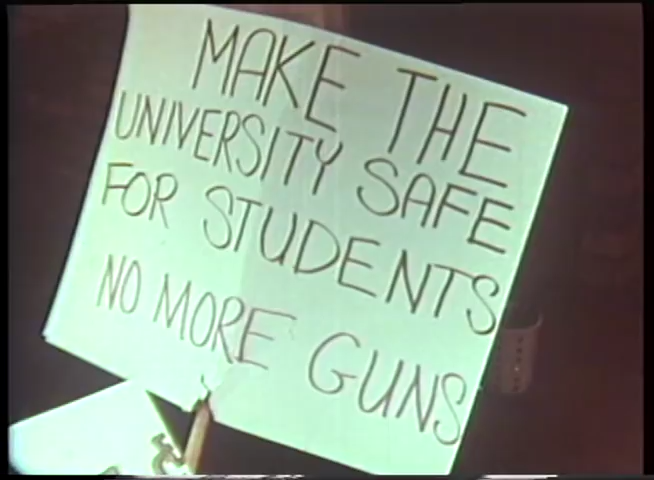 MAKE THE
UNIVERSITY SAFE
FOR STUDENTS
NO MORE GUNS